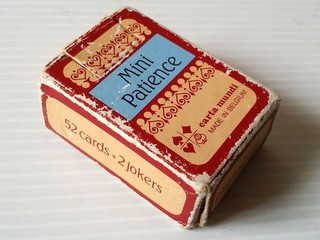 Mini
Patience
carta mundi
MADE IN BELGIUM
52 cards • 2 Jokers